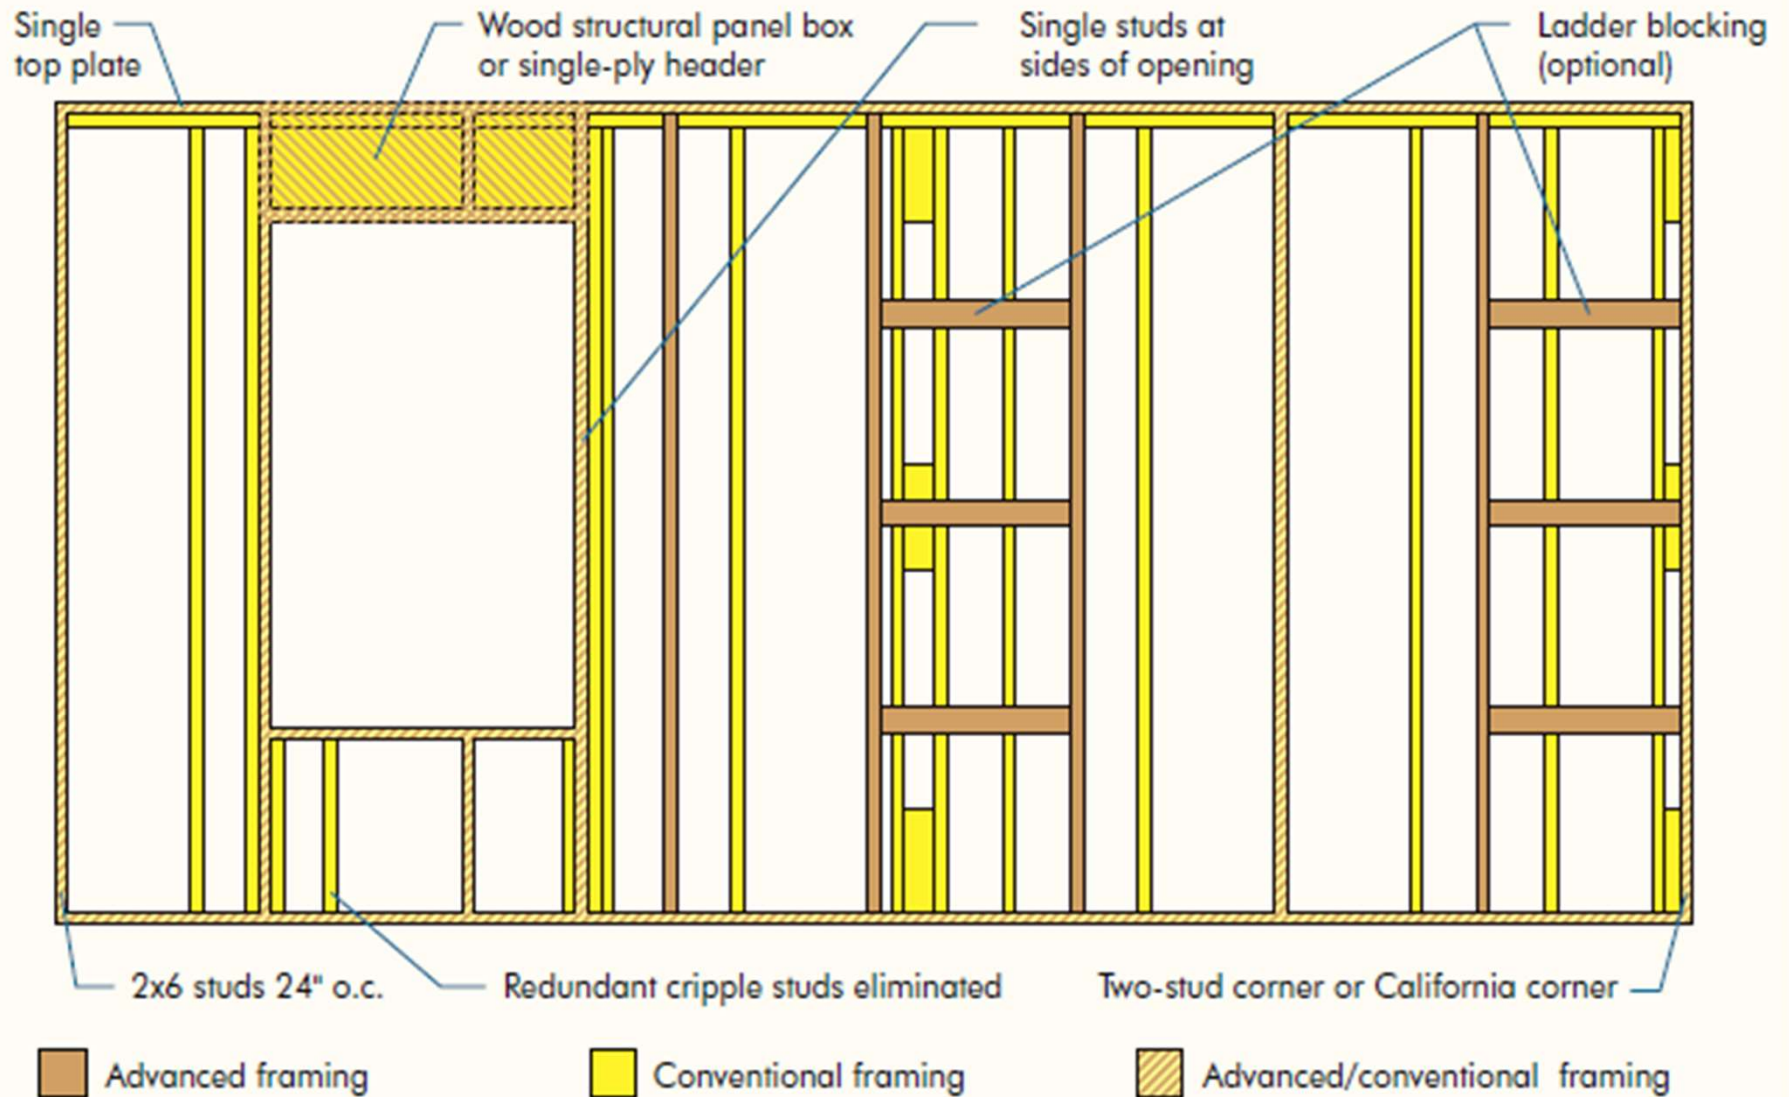 Single
top plate
Wood structural panel box
or single-ply header
Single studs at
sides of opening
Ladder blocking
(optional)
2x6 studs 24" o.c.
Redundant cripple studs eliminated
Two-stud corner or California corner
Advanced framing
Conventional framing
Advanced/conventional framing